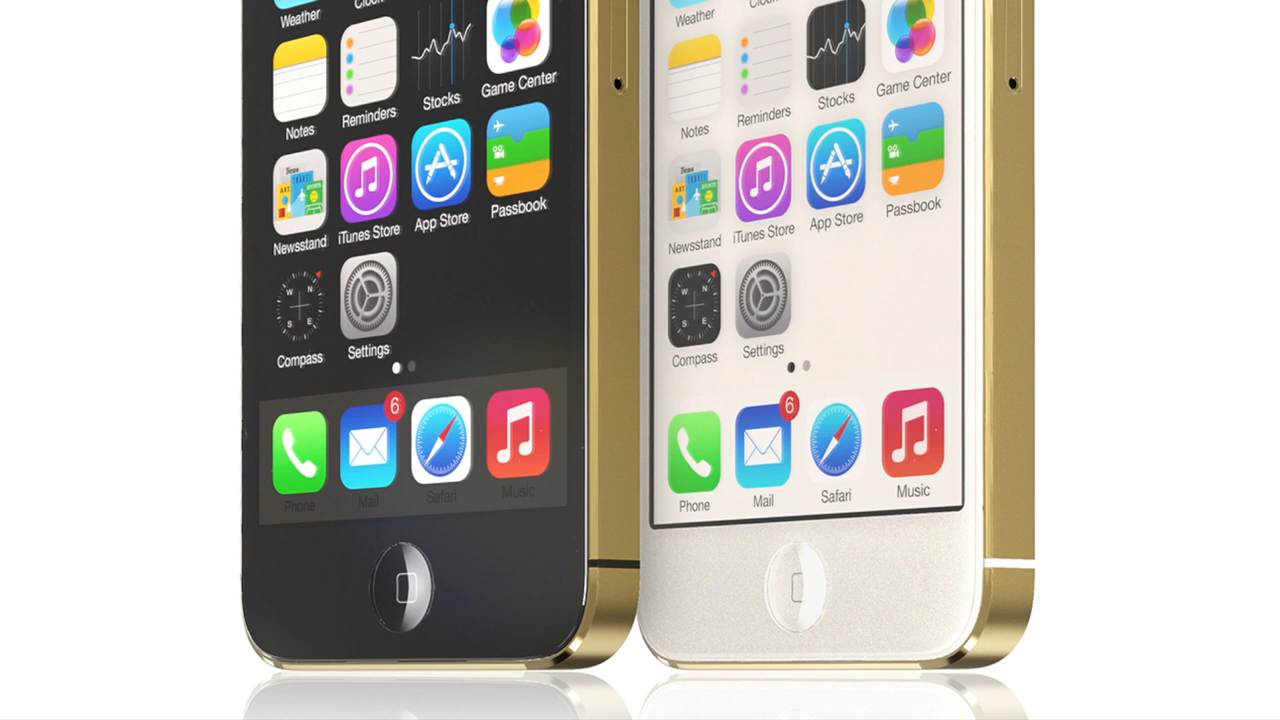 Weather
Clock
Notes
Reminders
Stocks
Game Center
Newsstand
iTunes Store
App Store
Passbook
W N
S E
Compass
Settings
6
Phone
Mail
Safari
Music
Weather
Clock
Notes
Reminders
Stocks
Game Center
Newsstand
iTunes Store
App Store
Passbook
W N
S E
Compass
Settings
6
Phone
Mail
Safari
Music